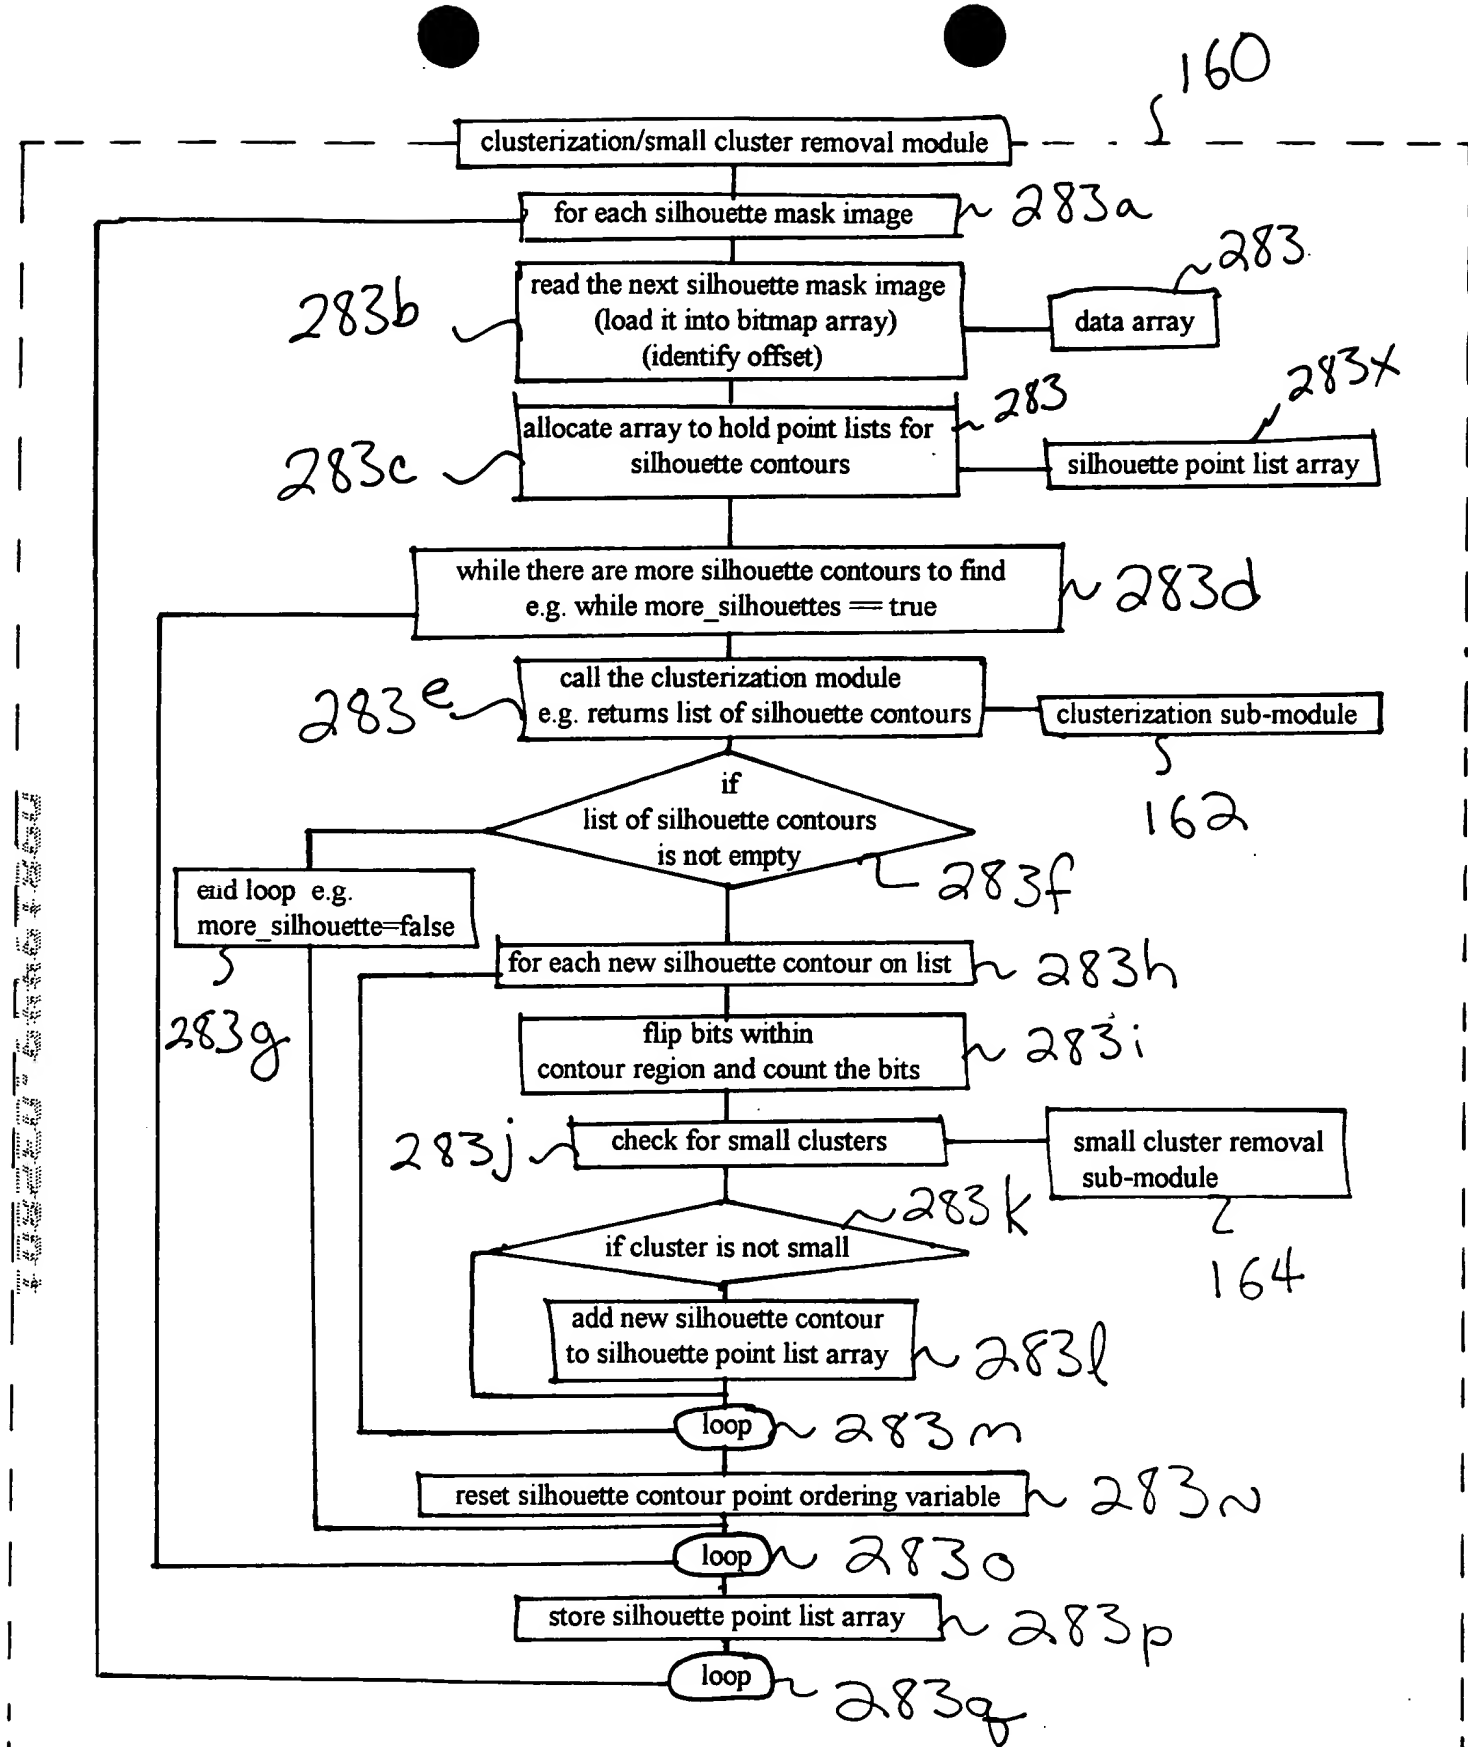 160
clusterization/small cluster removal module
for each silhouette mask image
283a
283
283b
read the next silhouette mask image
(load it into bitmap array)
(identify offset)
data array
283x
283
allocate array to hold point lists for
silhouette contours
283c
silhouette point list array
while there are more silhouette contours to find
e.g. while more_silhouettes == true
283d
283e
call the clusterization module
e.g. returns list of silhouette contours
clusterization sub-module
162
if
list of silhouette contours
is not empty
283f
end loop e.g.
more_silhouette=false
283g
for each new silhouette contour on list
283h
flip bits within
contour region and count the bits
283i
283j
check for small clusters
small cluster removal
sub-module
164
283k
if cluster is not small
add new silhouette contour
to silhouette point list array
283l
loop
283m
reset silhouette contour point ordering variable
283n
loop
283o
store silhouette point list array
283p
loop
283q